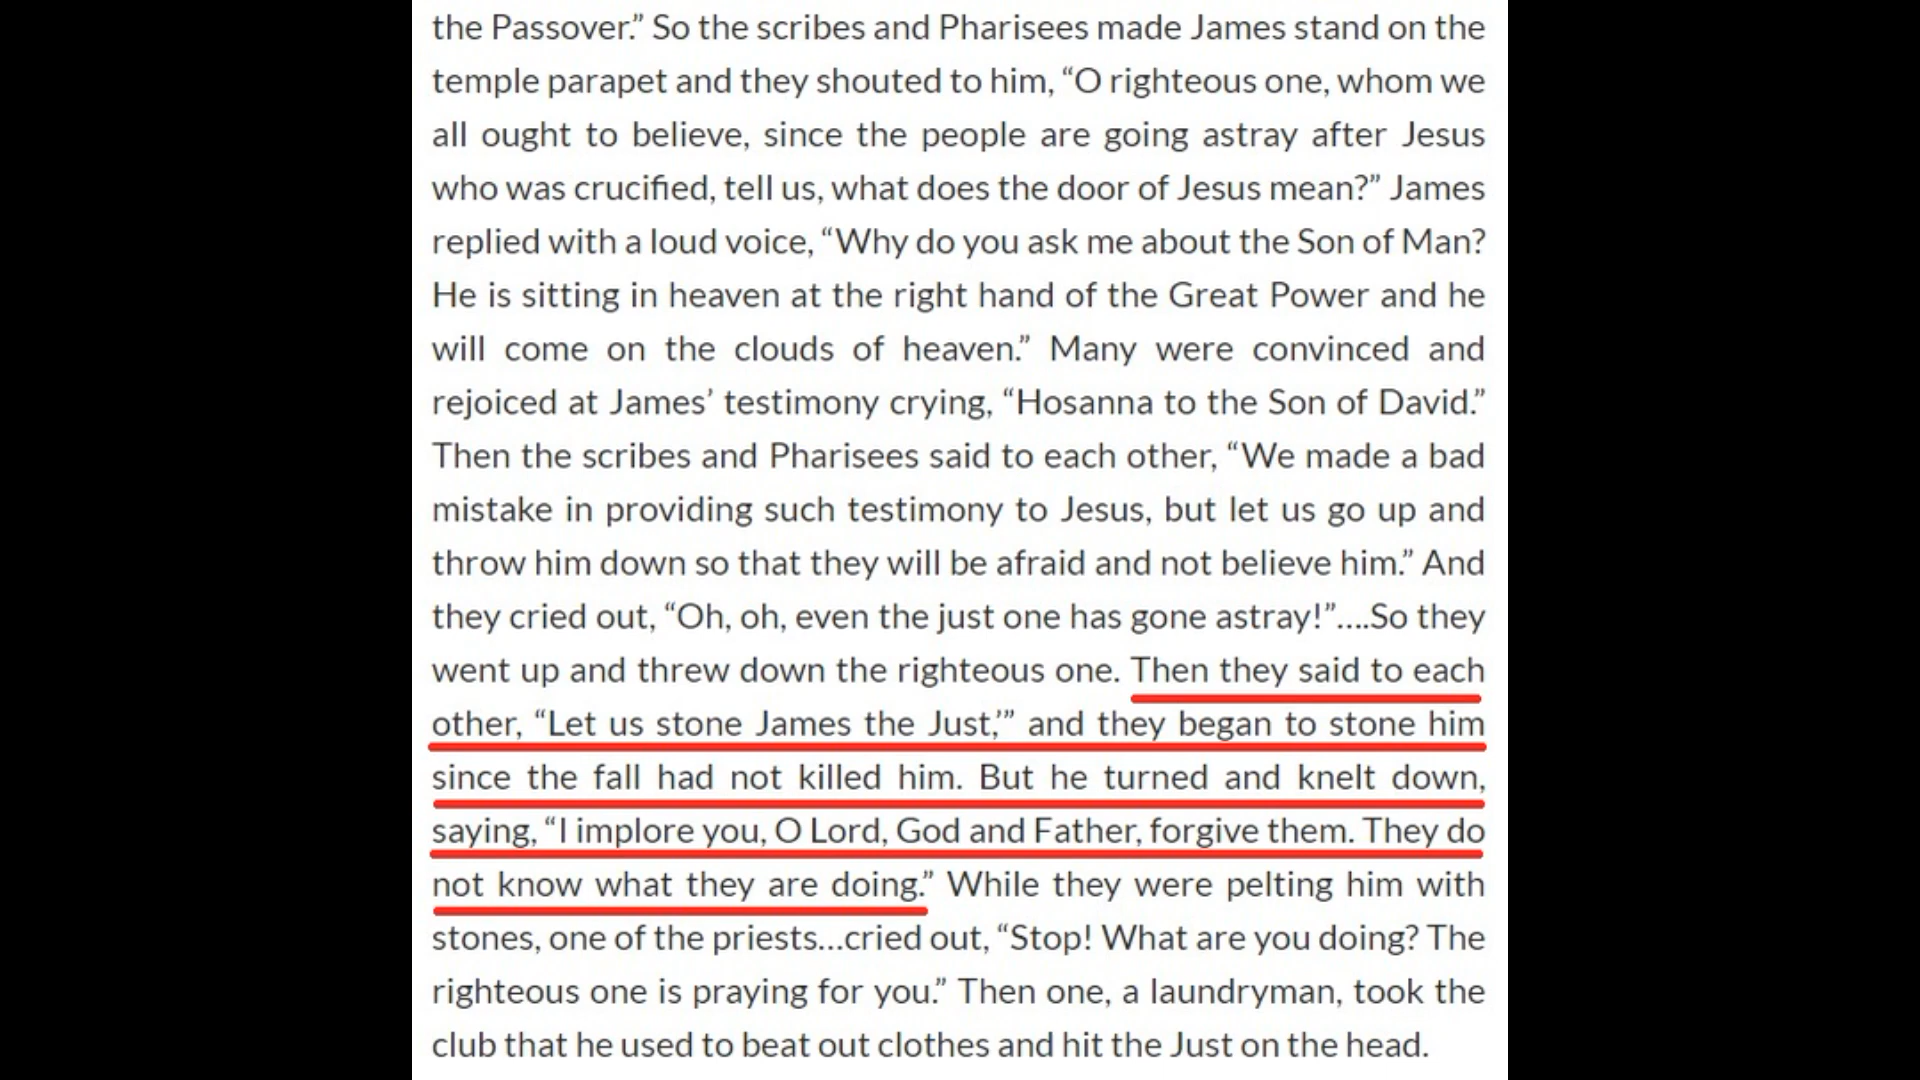 the Passover.” So the scribes and Pharisees made James stand on the
temple parapet and they shouted to him, “O righteous one, whom we
all ought to believe, since the people are going astray after Jesus
who was crucified, tell us, what does the door of Jesus mean?” James
replied with a loud voice, “Why do you ask me about the Son of Man?
He is sitting in heaven at the right hand of the Great Power and he
will come on the clouds of heaven.” Many were convinced and
rejoiced at James’ testimony crying, “Hosanna to the Son of David.”
Then the scribes and Pharisees said to each other, “We made a bad
mistake in providing such testimony to Jesus, but let us go up and
throw him down so that they will be afraid and not believe him.” And
they cried out, “Oh, oh, even the just one has gone astray!”....So they
went up and threw down the righteous one. Then they said to each
other, “Let us stone James the Just,’” and they began to stone him
since the fall had not killed him. But he turned and knelt down,
saying, “I implore you, O Lord, God and Father, forgive them. They do
not know what they are doing.” While they were pelting him with
stones, one of the priests...cried out, “Stop! What are you doing? The
righteous one is praying for you.” Then one, a laundryman, took the
club that he used to beat out clothes and hit the Just on the head.